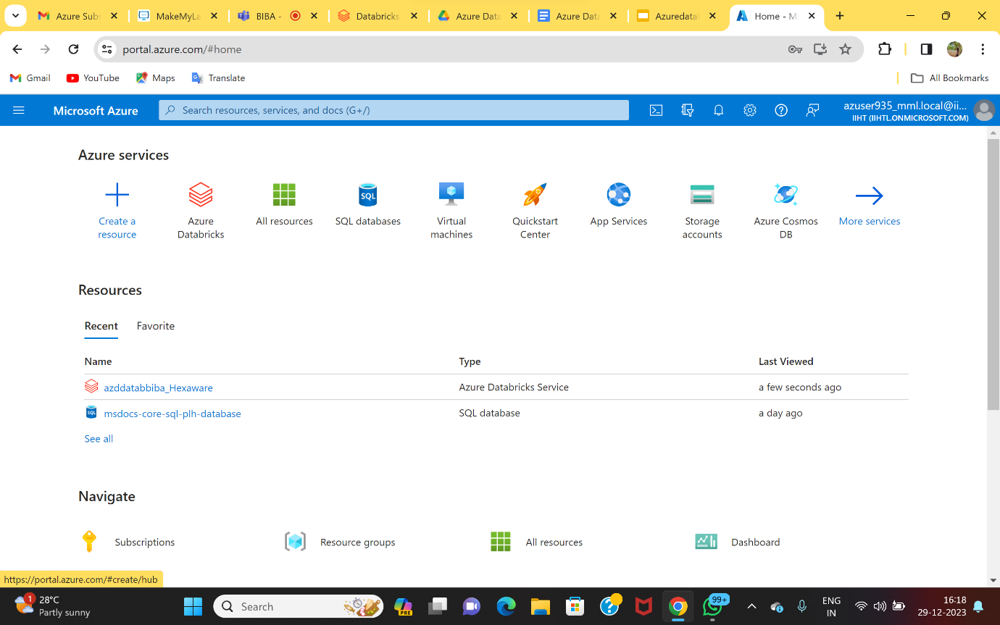 Azure Sub
MakeMyLa
BIBA -
Databricks
Azure Data
Azure Data
Azuredata
Home - Mi
portal.azure.com/#home
Gmail
YouTube
Maps
Translate
All Bookmarks
Microsoft Azure
Search resources, services, and docs (G+/)
azuser935_mml.local@ii...
IIHT (IIHTL.ONMICROSOFT.COM)
Azure services
Create a
resource
Azure
Databricks
All resources
SQL
SQL databases
Virtual
machines
Quickstart
Center
App Services
Storage
accounts
Azure Cosmos
DB
More services
Resources
Recent
Favorite
Name
Type
Last Viewed
azddatabbiba_Hexaware
Azure Databricks Service
a few seconds ago
SQL
msdocs-core-sql-plh-database
SQL database
a day ago
See all
Navigate
Subscriptions
Resource groups
All resources
Dashboard
https://portal.azure.com/#create/hub
1
28°C
Partly sunny
Search
PRE
99+
ENG
IN
16:18
29-12-2023